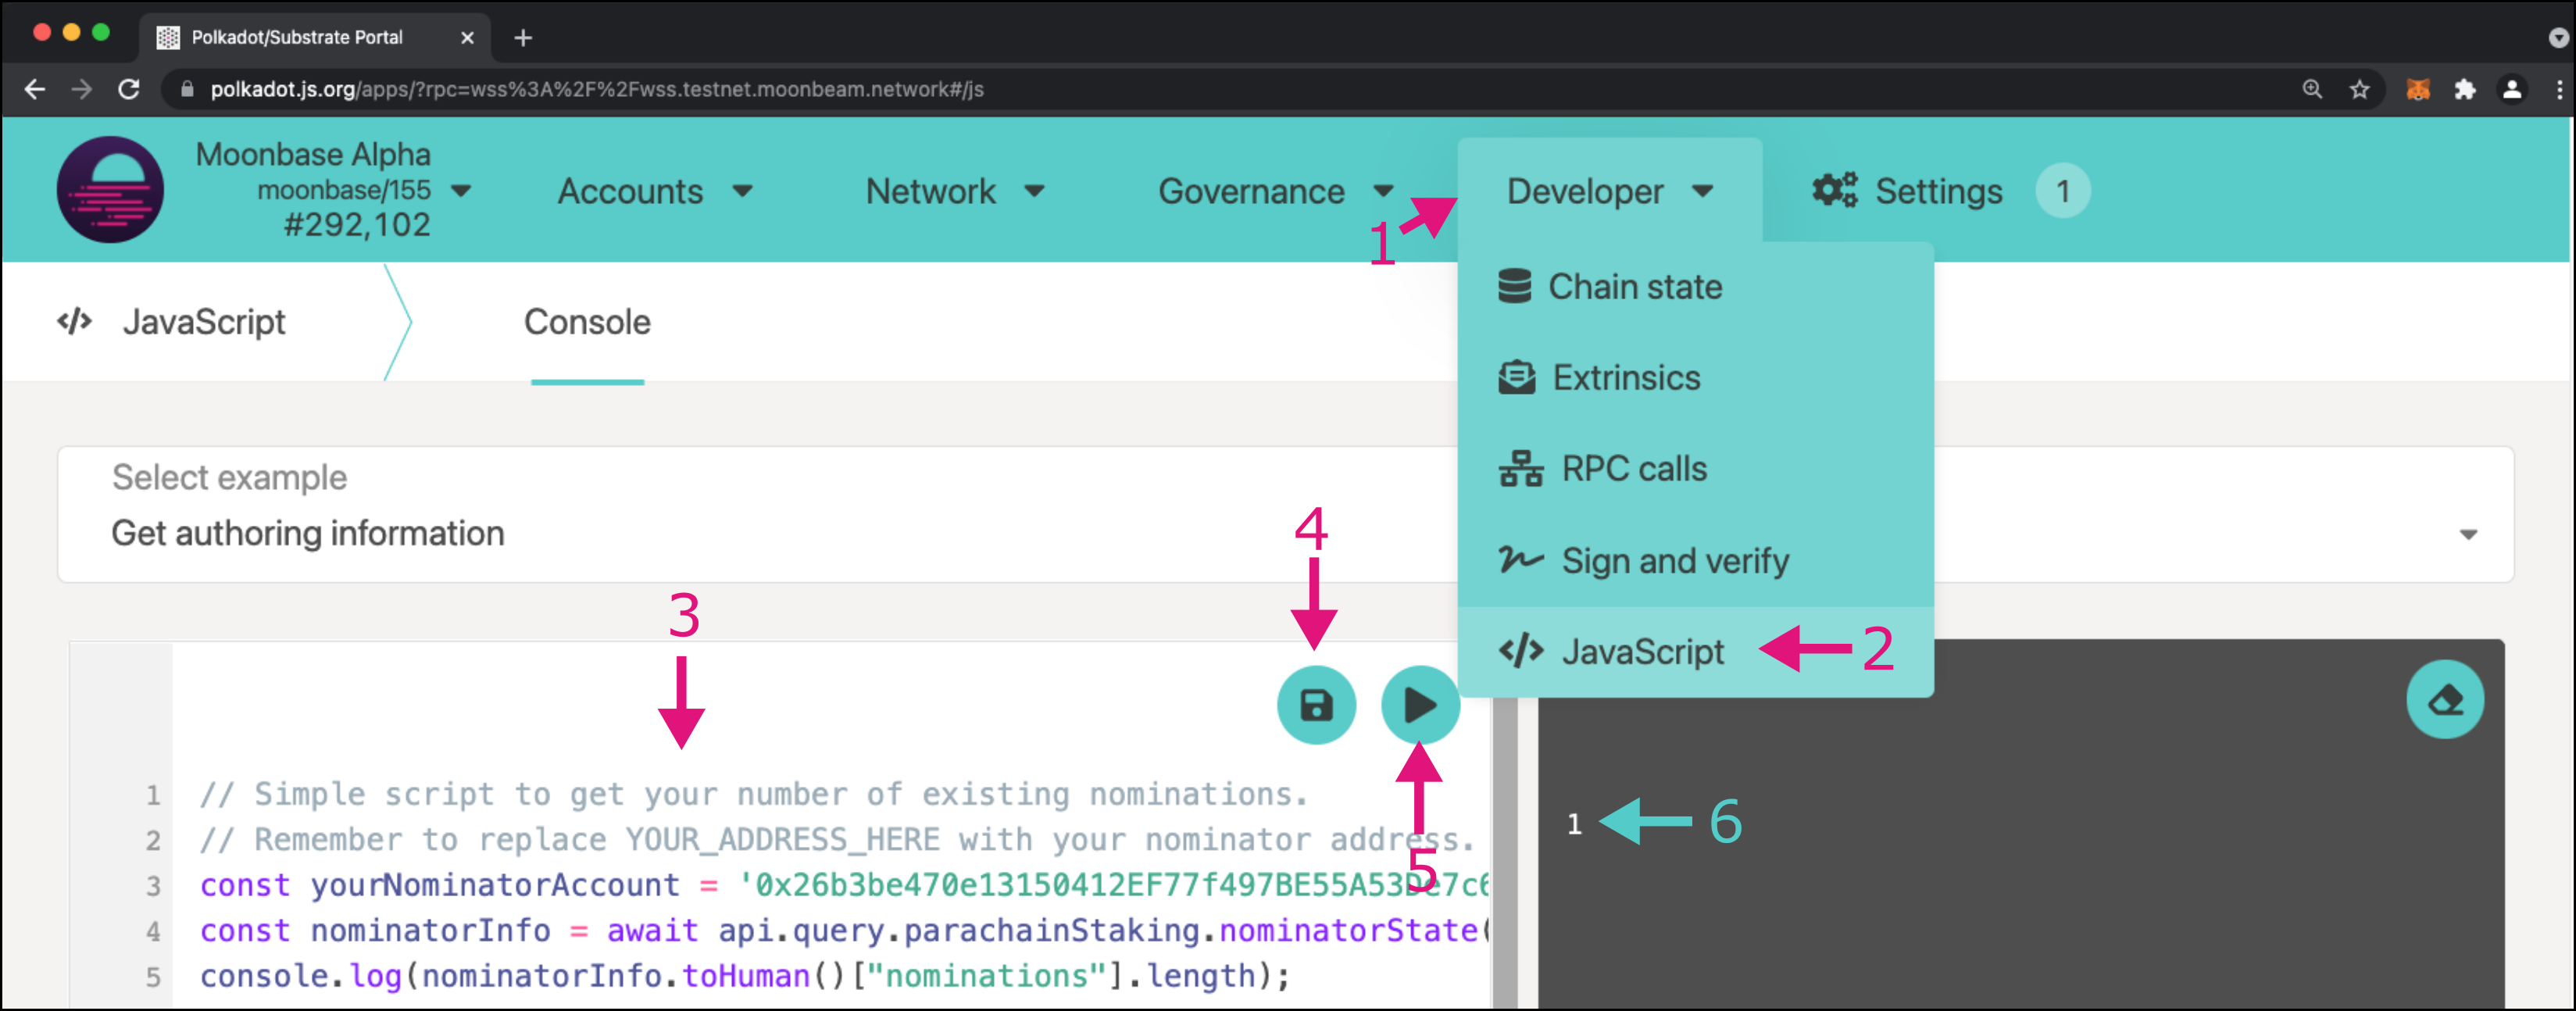 Polkadot/Substrate Portal
polkadot.js.org/apps/?rpc=wss%3A%2F%2Fwss.testnet.moonbeam.network#/js
Moonbase Alpha
moonbase/155
#292,102
Accounts
Network
Governance
Developer
Settings
1
1
JavaScript
Console
Chain state
Extrinsics
RPC calls
Sign and verify
JavaScript
2
Select example
Get authoring information
3
4
5
1 // Simple script to get your number of existing nominations.
2 // Remember to replace YOUR_ADDRESS_HERE with your nominator address.
3 const yourNominatorAccount = '0x26b3be470e13150412EF77f497BE55A53De7c6
4 const nominatorInfo = await api.query.parachainStaking.nominatorState(
5 console.log(nominatorInfo.toHuman()["nominations"].length);
1
6